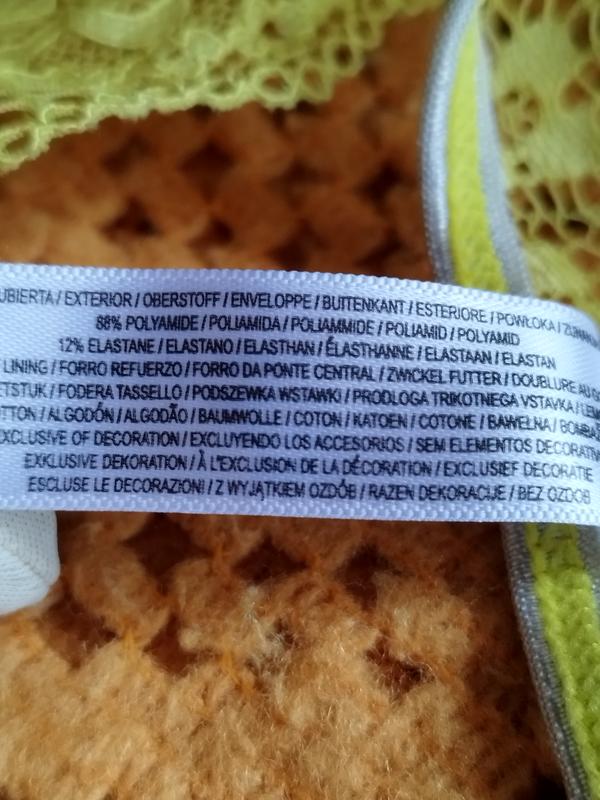 UBIERTA / EXTERIOR / OBERSTOFF / ENVELOPPE / BUITENKANT / ESTERIORE / POWŁOKA /
88% POLYAMIDE / POLIAMIDA / POLIAMMIDE / POLIAMID / POLYAMID
12% ELASTANE / ELASTANO / ELASTHAN / ÉLASTHANNE / ELASTAAN / ELASTAN
LINING / FORRO REFUERZO / FORRO DA PONTE CENTRAL / ZWICKEL FUTTER / DOUBLURE AU
ETSTUK / FODERA TASSELLO / PODSZEWKA WSTAWKI / PRODLOGA TRIKOTNEGA VSTAVKA /
OTTON / ALGODÓN / ALGODÃO / BAUMWOLLE / COTON / KATOEN / COTONE / BAWEŁNA / BOMBA
EXCLUSIVE OF DECORATION / EXCLUYENDO LOS ACCESORIOS / SEM ELEMENTOS DECORATIV
EXKLUSIVE DEKORATION / À L'EXCLUSION DE LA DÉCORATION / EXCLUSIEF DECORATIE
ESCLUSE LE DECORAZIONI / Z WYJĄTKIEM OZDÓB / RAZEN DEKORACIJE / BEZ OZDOB